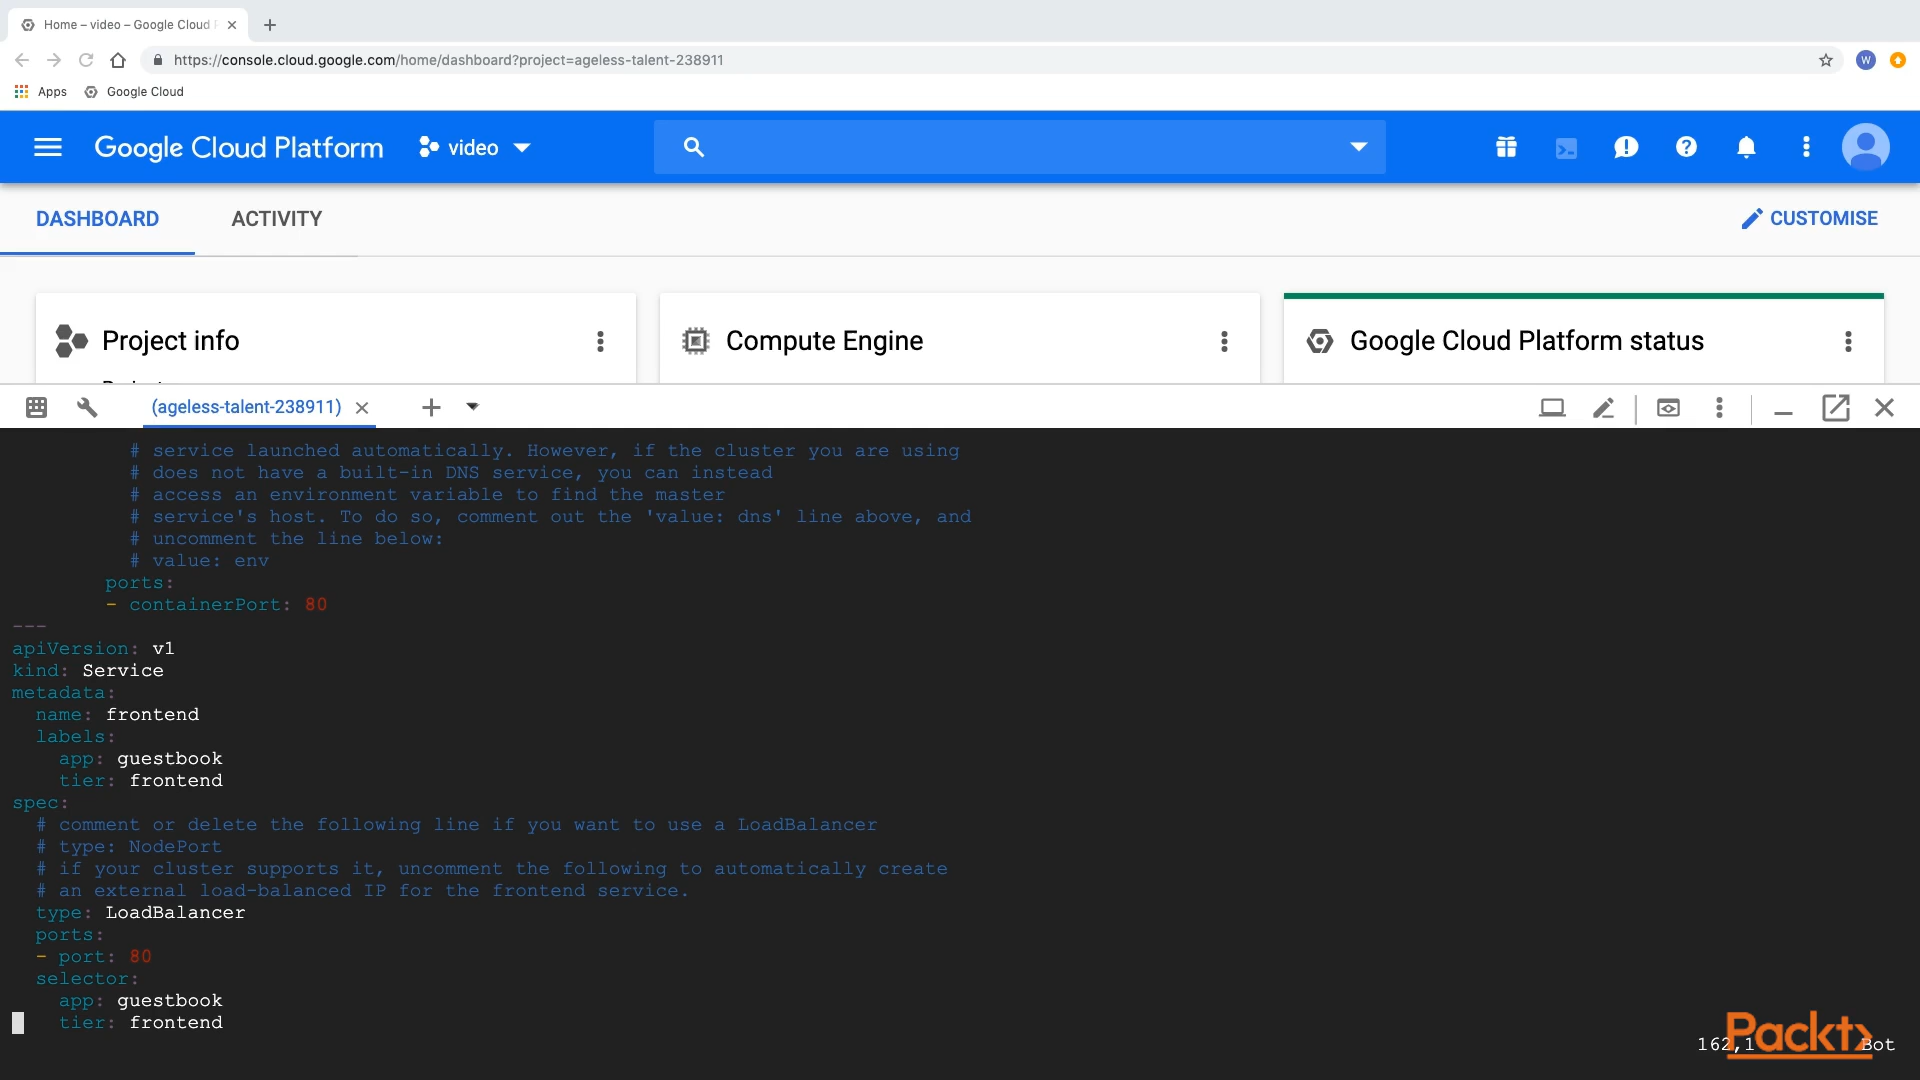 Home – video – Google Cloud P
https://console.cloud.google.com/home/dashboard?project=ageless-talent-238911
W
Apps
Google Cloud
Google Cloud Platform
video
DASHBOARD
ACTIVITY
CUSTOMISE
Project info
Compute Engine
Google Cloud Platform status
(ageless-talent-238911)
# service launched automatically. However, if the cluster you are using
# does not have a built-in DNS service, you can instead
# access an environment variable to find the master
# service's host. To do so, comment out the 'value: dns' line above, and
# uncomment the line below:
# value: env
ports:
- containerPort: 80
---
apiVersion: v1
kind: Service
metadata:
name: frontend
labels:
app: guestbook
tier: frontend
spec:
# comment or delete the following line if you want to use a LoadBalancer
# type: NodePort
# if your cluster supports it, uncomment the following to automatically create
# an external load-balanced IP for the frontend service.
type: LoadBalancer
ports:
- port: 80
selector:
app: guestbook
tier: frontend
162,1
Bot
Packt